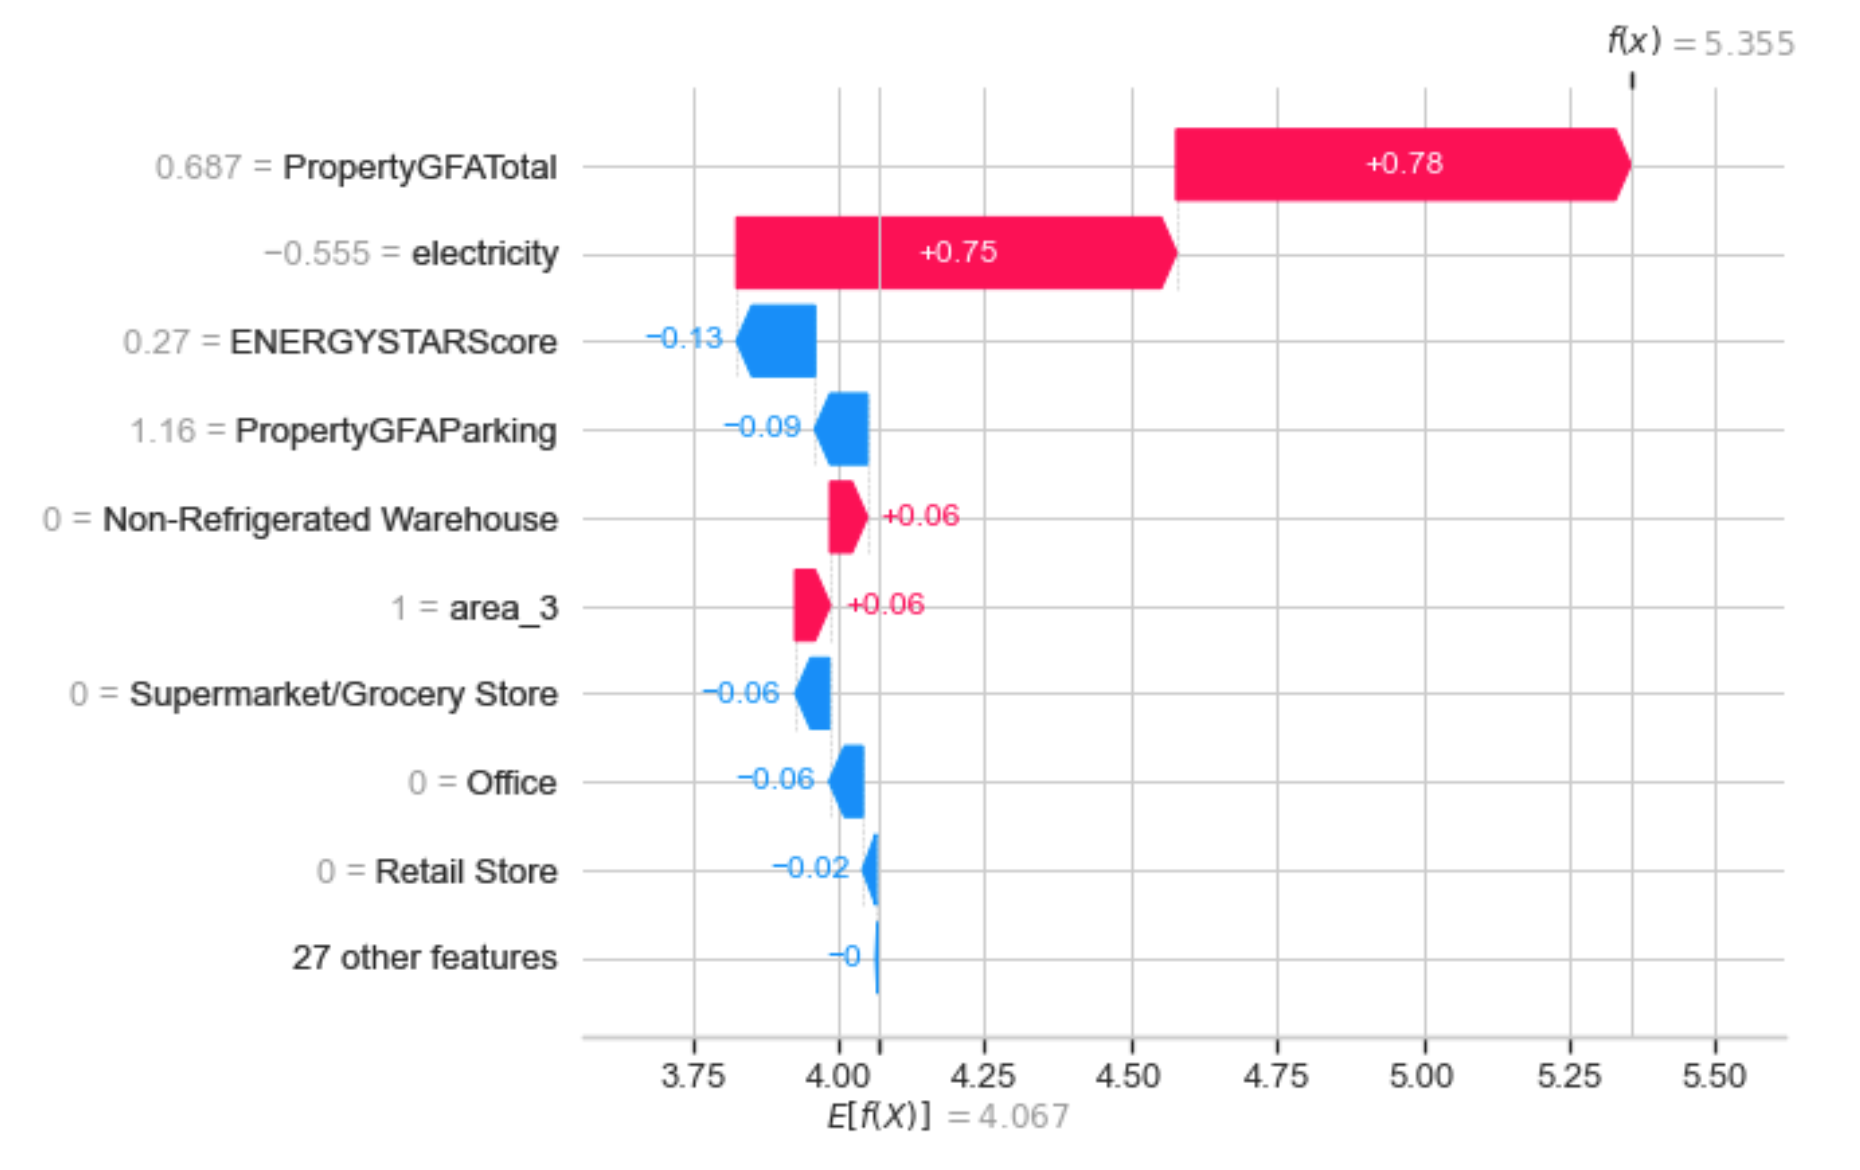 f(x) = 5.355
0.687 = PropertyGFATotal +0.78
−0.555 = electricity +0.75
0.27 = ENERGYSTARScore −0.13
1.16 = PropertyGFAParking −0.09
0 = Non-Refrigerated Warehouse +0.06
1 = area_3 +0.06
0 = Supermarket/Grocery Store −0.06
0 = Office −0.06
0 = Retail Store −0.02
27 other features −0
3.75 4.00 4.25 4.50 4.75 5.00 5.25 5.50
E[f(X)] = 4.067